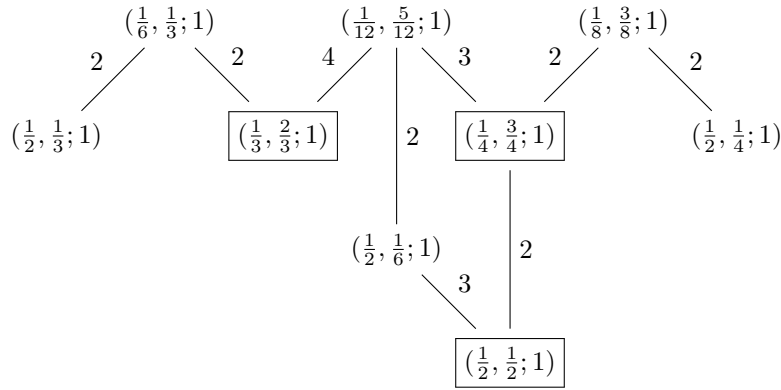 (1/6, 1/3; 1) (1/12, 5/12; 1) (1/8, 3/8; 1)
2 2 4 3 2 2
(1/2, 1/3; 1) (1/3, 2/3; 1) (1/4, 3/4; 1) (1/2, 1/4; 1)
2
(1/2, 1/6; 1) 2
3
(1/2, 1/2; 1)